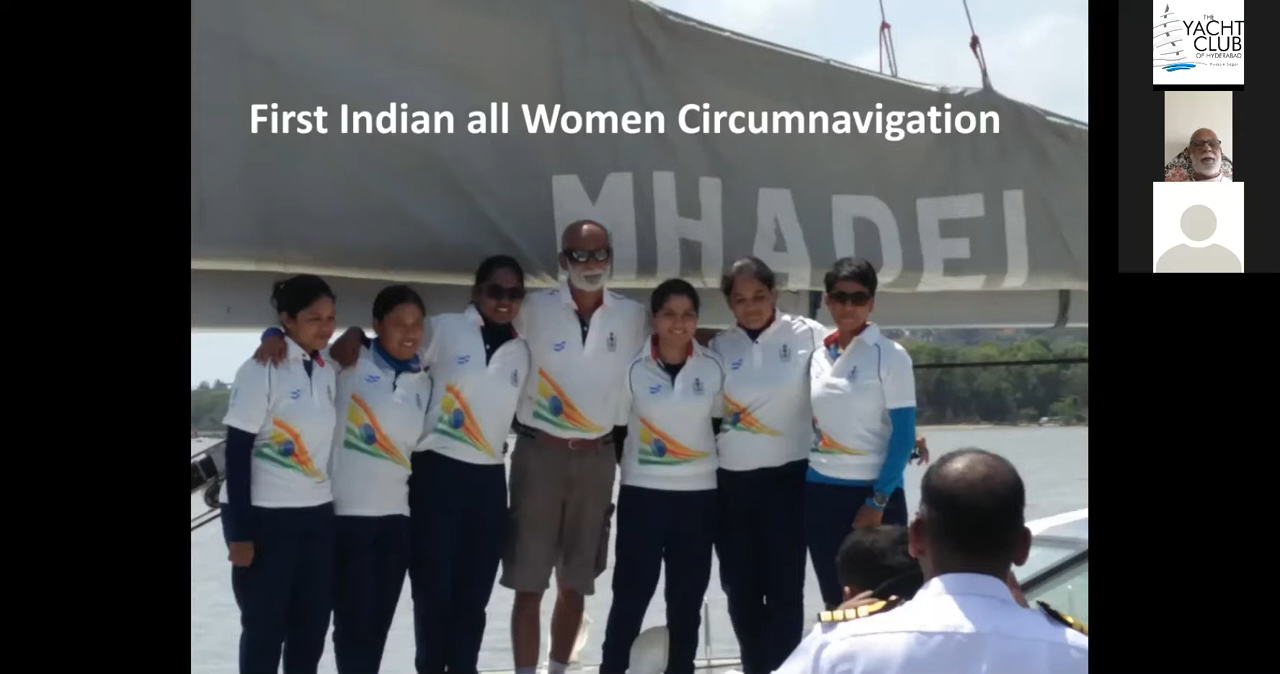 First Indian all Women Circumnavigation
MHADEI
THE
YACHT
CLUB
OF HYDERABAD